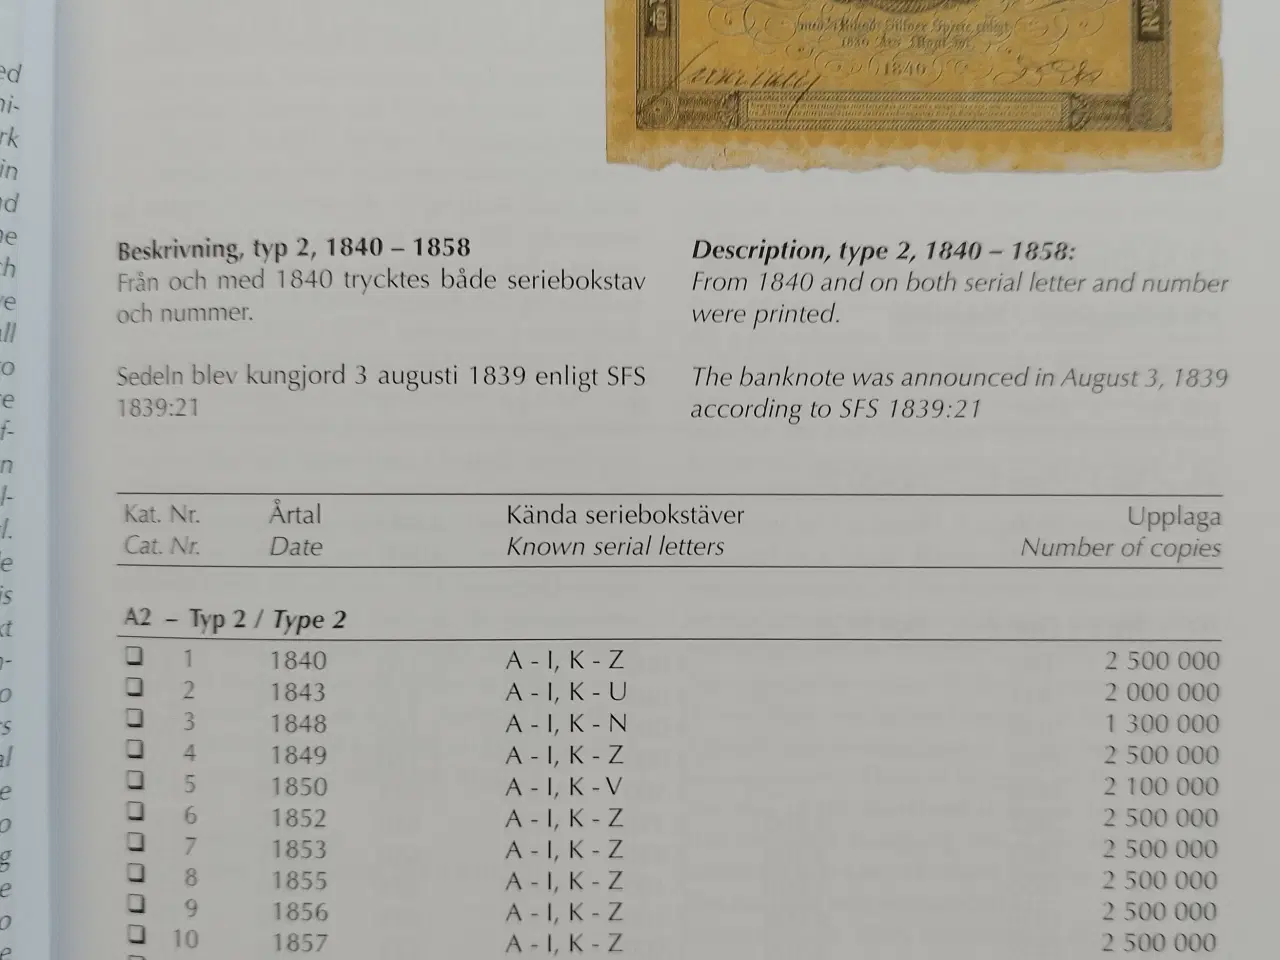 1840
Beskrivning, typ 2, 1840 – 1858
Från och med 1840 trycktes både seriebokstav
och nummer.
Sedeln blev kungjord 3 augusti 1839 enligt SFS
1839:21
Description, type 2, 1840 – 1858:
From 1840 and on both serial letter and number
were printed.
The banknote was announced in August 3, 1839
according to SFS 1839:21
Kat. Nr. Årtal Kända seriebokstäver Upplaga
Cat. Nr. Date Known serial letters Number of copies
A2 – Typ 2 / Type 2
❏ 1 1840 A - I, K - Z 2 500 000
❏ 2 1843 A - I, K - U 2 000 000
❏ 3 1848 A - I, K - N 1 300 000
❏ 4 1849 A - I, K - Z 2 500 000
❏ 5 1850 A - I, K - V 2 100 000
❏ 6 1852 A - I, K - Z 2 500 000
❏ 7 1853 A - I, K - Z 2 500 000
❏ 8 1855 A - I, K - Z 2 500 000
❏ 9 1856 A - I, K - Z 2 500 000
❏ 10 1857 A - I, K - Z 2 500 000